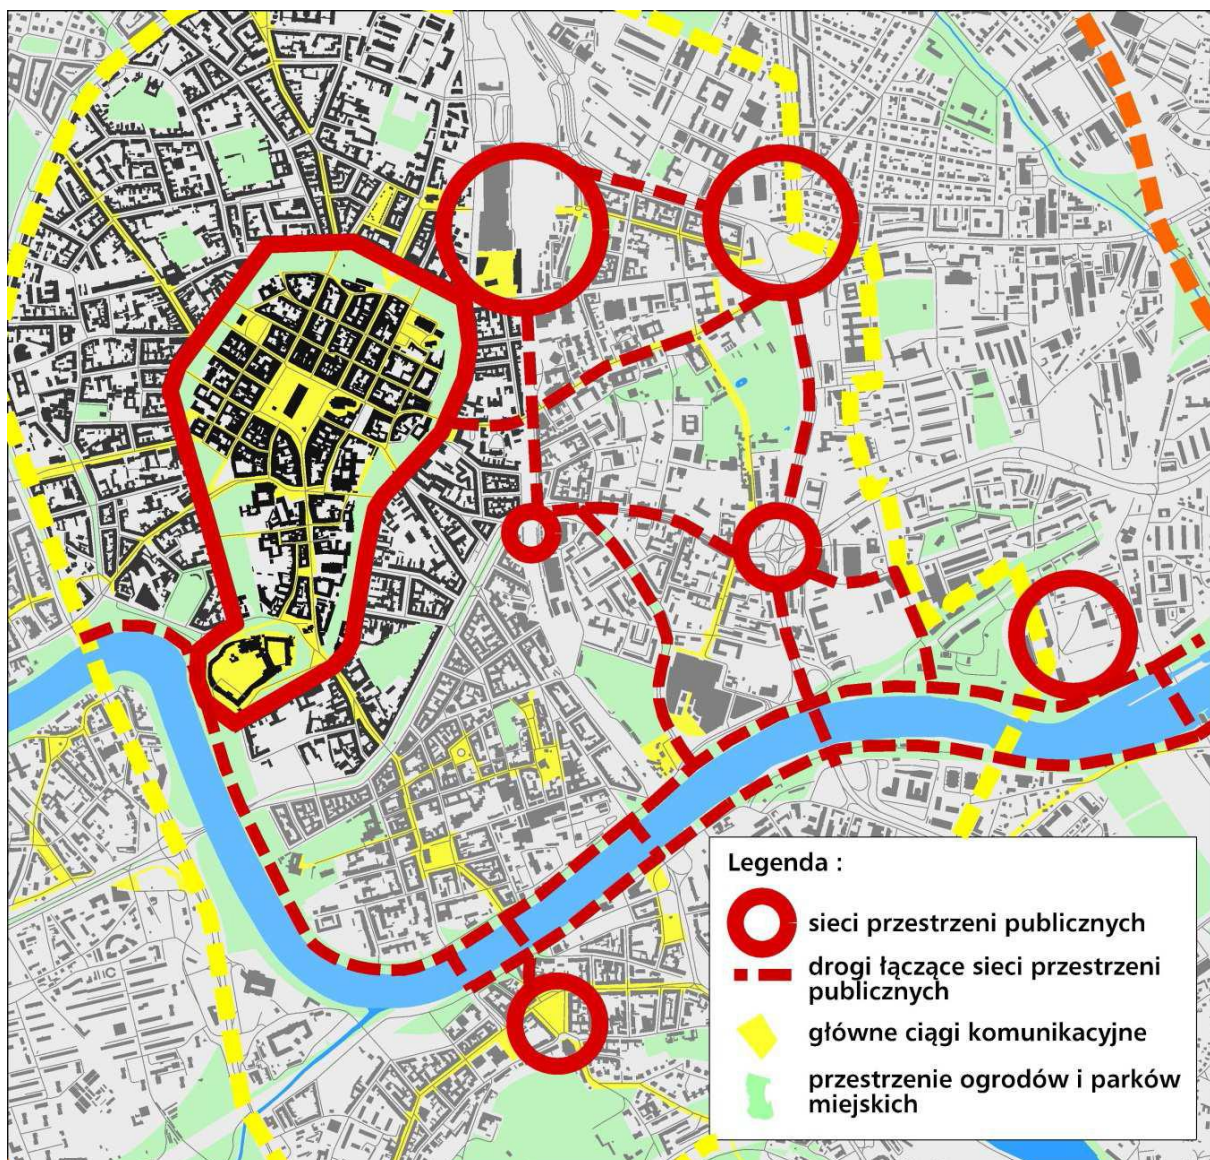 Legenda :
sieci przestrzeni publicznych
drogi łączące sieci przestrzeni
publicznych
główne ciągi komunikacyjne
przestrzenie ogrodów i parków
miejskich